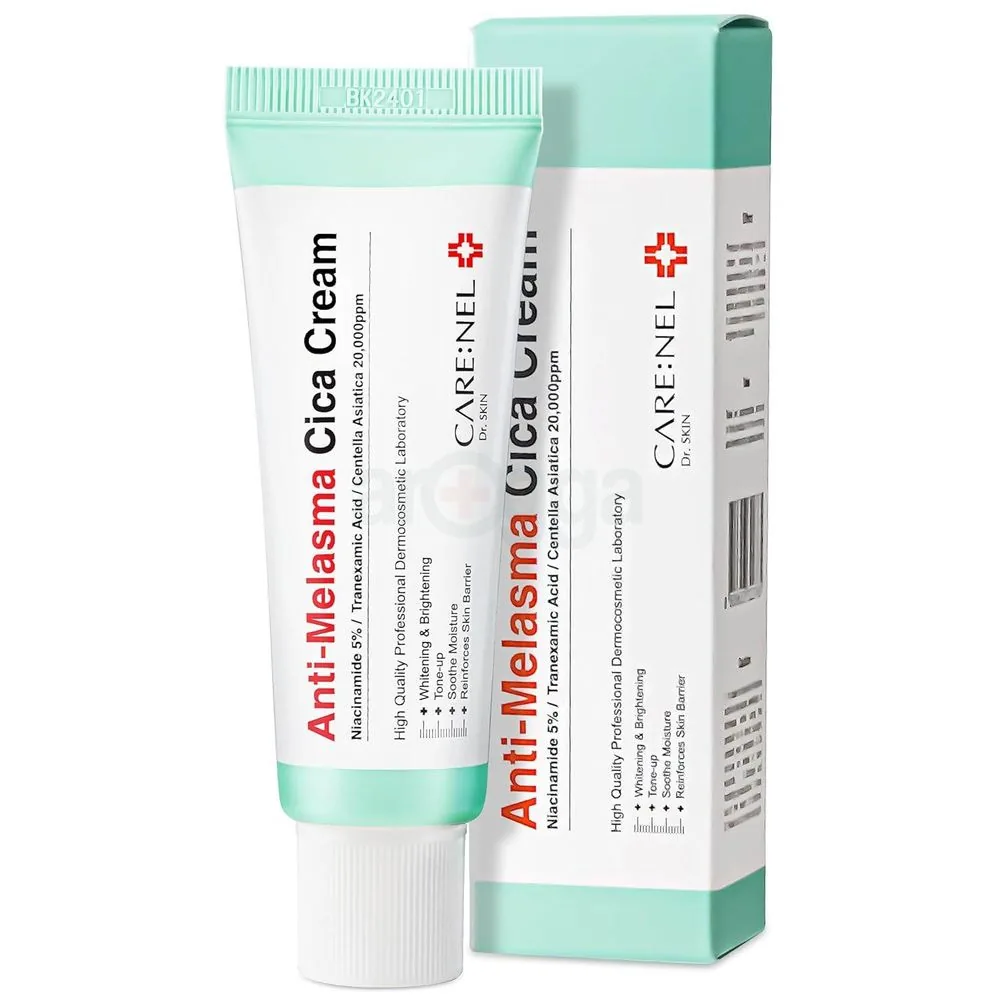 BK2401
Anti-Melasma Cica Cream
Niacinamide 5% / Tranexamic Acid / Centella Asiatica 20,000ppm
High Quality Professional Dermocosmetic Laboratory
+ Whitening & Brightening
+ Tone-up
+ Soothe Moisture
+ Reinforces Skin Barrier
CARE:NEL
Dr. SKIN
Anti-Melasma Cica Cream
Niacinamide 5% / Tranexamic Acid / Centella Asiatica 20,000ppm
High Quality Professional Dermocosmetic Laboratory
+ Whitening & Brightening
+ Tone-up
+ Soothe Moisture
+ Reinforces Skin Barrier
CARE:NEL
Dr. SKIN